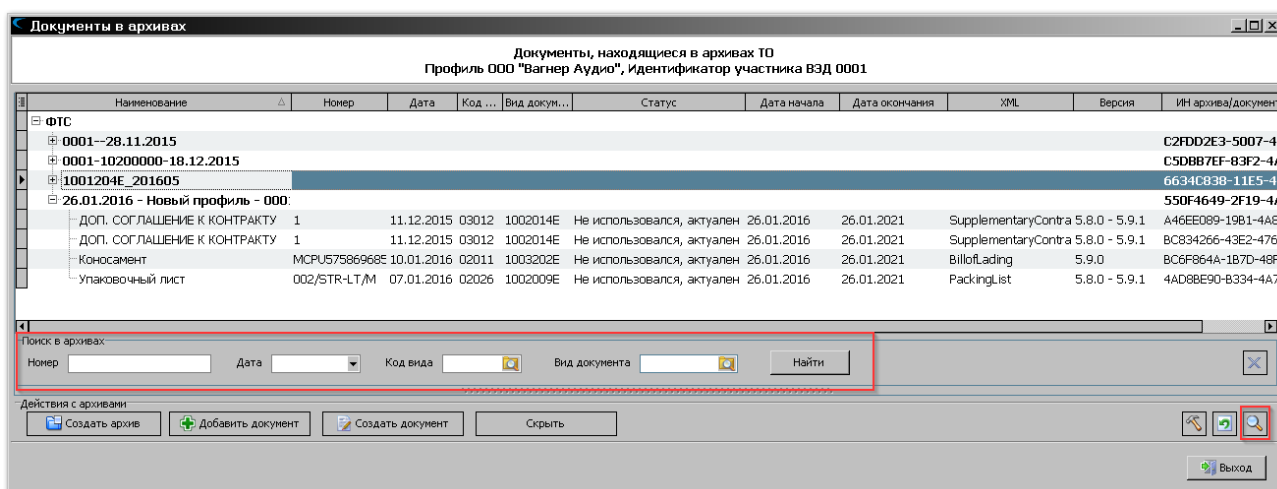 Документы в архивах
Документы, находящиеся в архивах ТО
Профиль ООО "Вагнер Аудио", Идентификатор участника ВЭД 0001
Наименование Номер Дата Код ... Вид докум... Статус Дата начала Дата окончания XML Версия ИН архива/документ
ФТС
0001--28.11.2015 C2FDD2E3-5007-4
0001-10200000-18.12.2015 C5DBB7EF-83F2-4
1001204E_201605 6634C838-11E5-4
26.01.2016 - Новый профиль - 000 550F4649-2F19-4
ДОП. СОГЛАШЕНИЕ К КОНТРАКТУ 1 11.12.2015 03012 1002014E Не использовался, актуален 26.01.2016 26.01.2021 SupplementaryContra 5.8.0 - 5.9.1 A46EE089-19B1-4A8
ДОП. СОГЛАШЕНИЕ К КОНТРАКТУ 1 11.12.2015 03012 1002014E Не использовался, актуален 26.01.2016 26.01.2021 SupplementaryContra 5.8.0 - 5.9.1 BC834266-43E2-476
Коносамент MCPU575869685 10.01.2016 02011 1003202E Не использовался, актуален 26.01.2016 26.01.2021 BillofLading 5.9.0 BC6F864A-1B7D-48F
Упаковочный лист 002/STR-LT/M 07.01.2016 02026 1002009E Не использовался, актуален 26.01.2016 26.01.2021 PackingList 5.8.0 - 5.9.1 4AD8BE90-B334-4A7
Поиск в архивах
Номер Дата Код вида Вид документа Найти
Действия с архивами
Создать архив Добавить документ Создать документ Скрыть
Выход